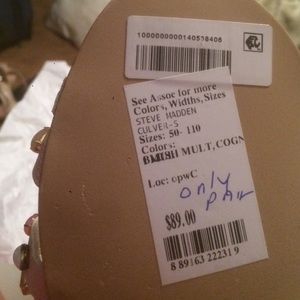 1000000000140538406
See Assoc for more
Colors, Widths, Sizes
STEVE MADDEN
CULVER-S
Sizes: 50- 110
Colors:
MULT, COGN
Loc: opwC
only
pair
$89.00
8 89163 22231 9